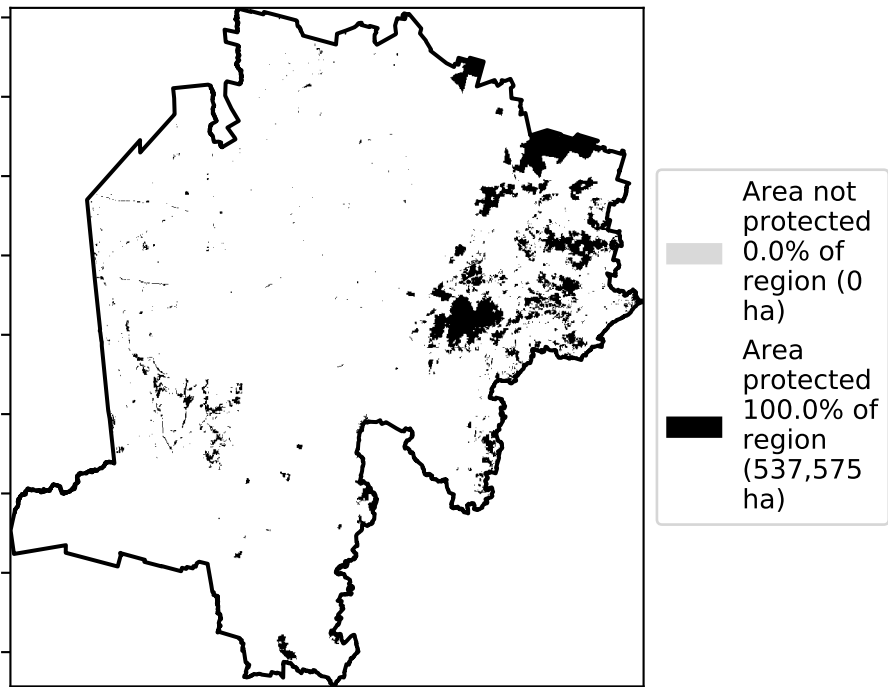 Area not
protected
0.0% of
region (0
ha)
Area
protected
100.0% of
region
(537,575
ha)